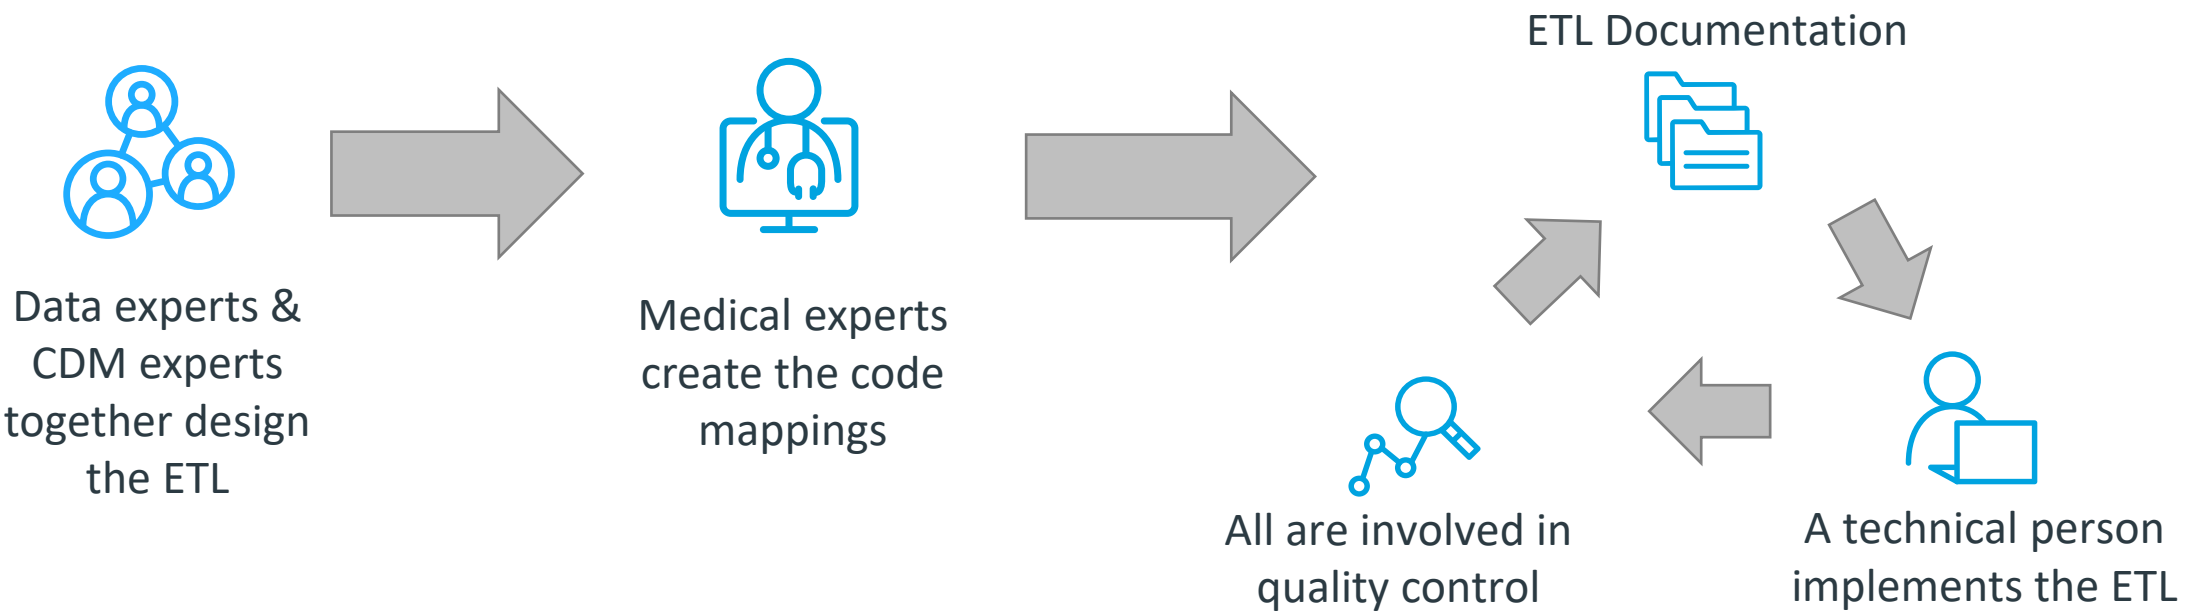 Data experts &
CDM experts
together design
the ETL
Medical experts
create the code
mappings
ETL Documentation
A technical person
implements the ETL
All are involved in
quality control